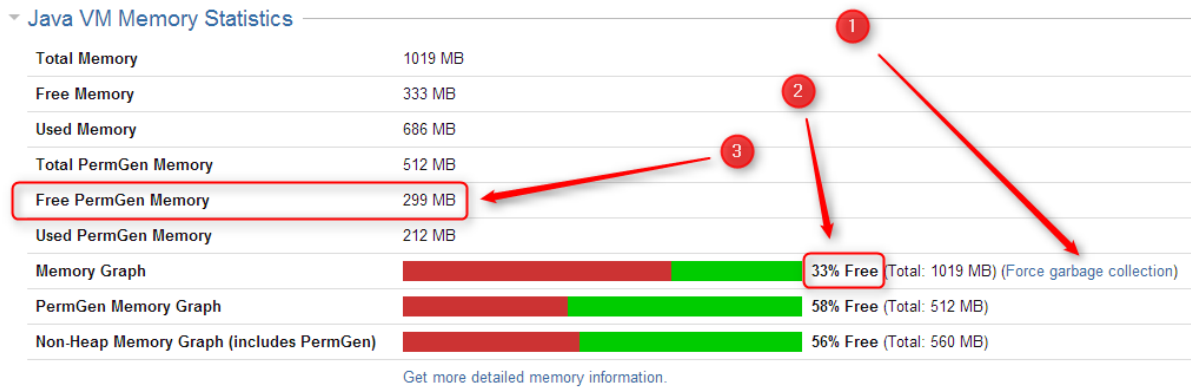 Java VM Memory Statistics
1
Total Memory 1019 MB
Free Memory 333 MB
2
Used Memory 686 MB
3
Total PermGen Memory 512 MB
Free PermGen Memory 299 MB
Used PermGen Memory 212 MB
Memory Graph 33% Free (Total: 1019 MB) (Force garbage collection)
PermGen Memory Graph 58% Free (Total: 512 MB)
Non-Heap Memory Graph (includes PermGen) 56% Free (Total: 560 MB)
Get more detailed memory information.